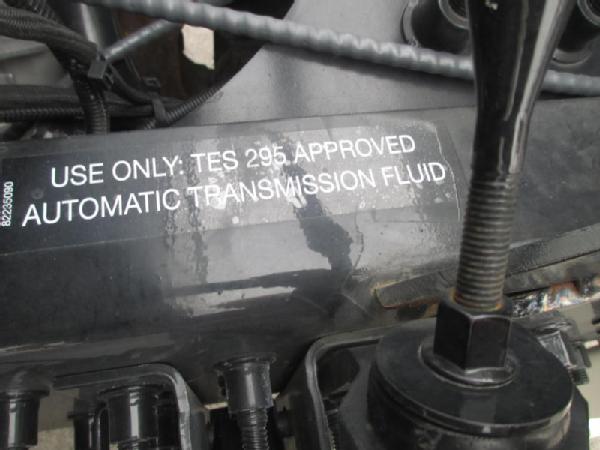 USE ONLY: TES 295 APPROVED
AUTOMATIC TRANSMISSION FLUID
82235090